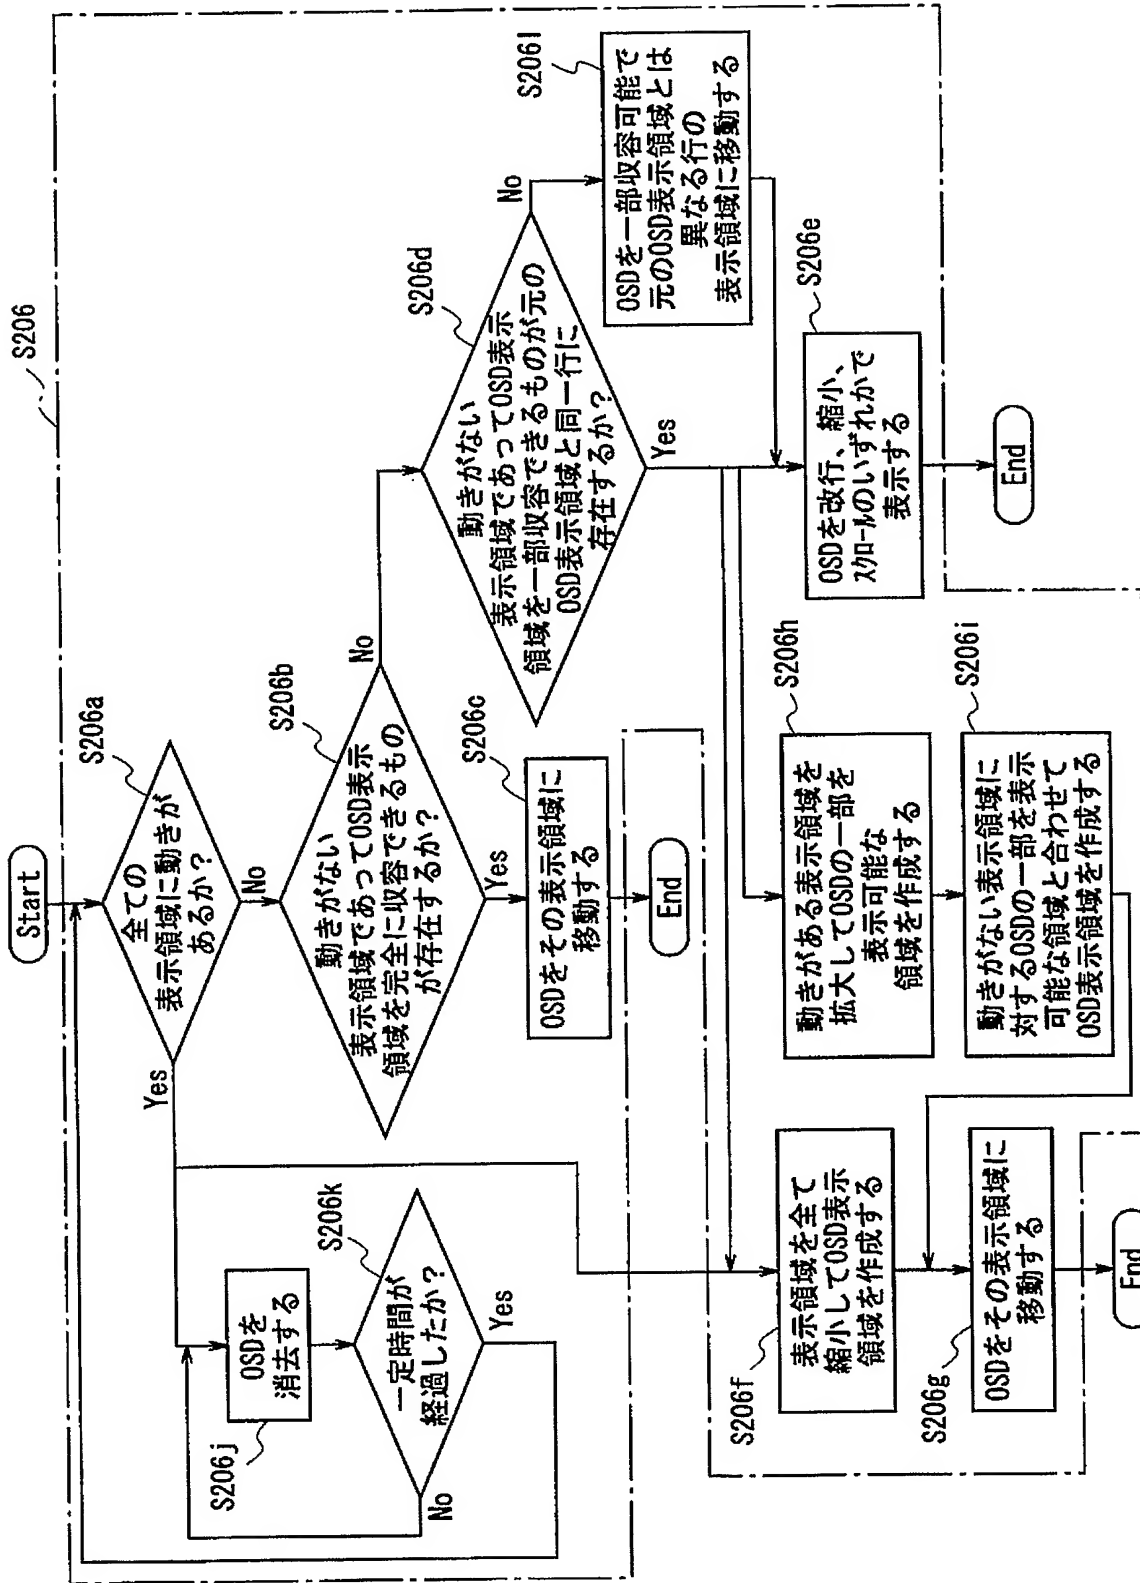 S206
Start
S206a
全ての
表示領域に動きが
あるか?
Yes
No
S206j
OSDを
消去する
S206k
一定時間が
経過したか?
No
Yes
S206b
動きがない
表示領域であってOSD表示
領域を完全に収容できるもの
が存在するか?
No
Yes
S206c
OSDをその表示領域に
移動する
End
S206d
動きがない
表示領域であってOSD表示
領域を一部収容できるものが元の
OSD表示領域と同一行に
存在するか?
No
Yes
S206l
OSDを一部収容可能で
元のOSD表示領域とは
異なる行の
表示領域に移動する
S206e
OSDを改行、縮小、
スクロールのいずれかで
表示する
End
S206f
表示領域を全て
縮小してOSD表示
領域を作成する
S206g
OSDをその表示領域に
移動する
End
S206h
動きがある表示領域を
拡大してOSDの一部を
表示可能な
領域を作成する
S206i
動きがない表示領域に
対するOSDの一部を表示
可能な領域と合わせて
OSD表示領域を作成する